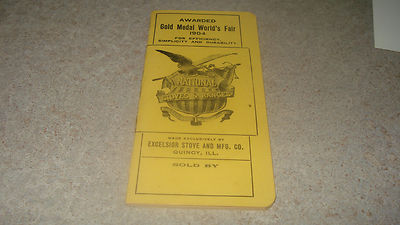 AWARDED
Gold Medal World's Fair
1904
FOR EFFICIENCY,
SIMPLICITY AND DURABILITY.
NATIONAL
STOVES & RANGES
MADE EXCLUSIVELY BY
EXCELSIOR STOVE AND MFG. CO.
QUINCY, ILL.
SOLD BY